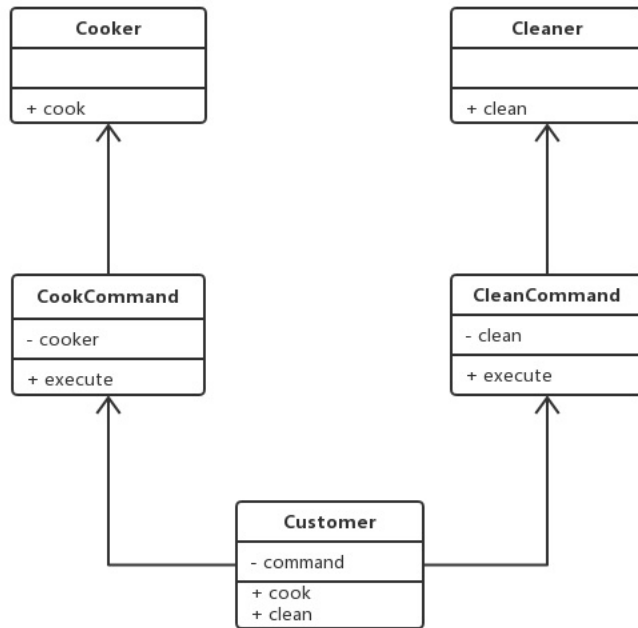 Cooker
+ cook
Cleaner
+ clean
CookCommand
- cooker
+ execute
CleanCommand
- clean
+ execute
Customer
- command
+ cook
+ clean